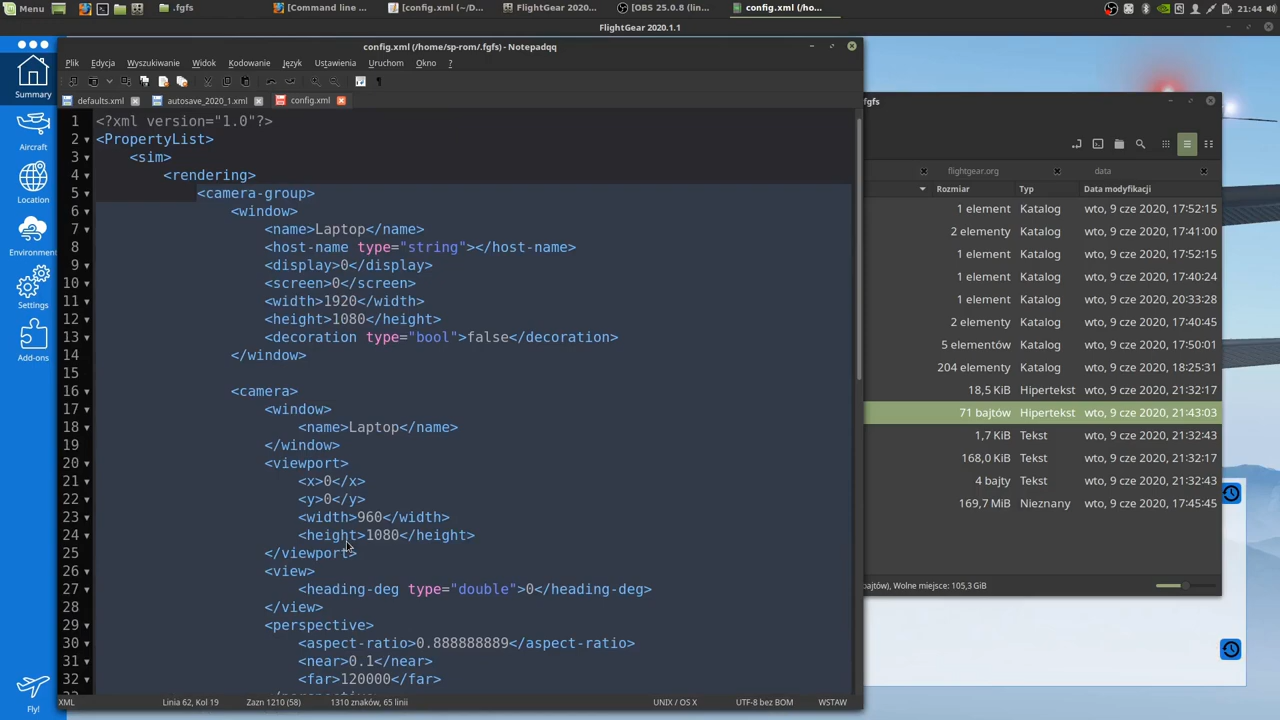 Menu
.fgfs
[Command line ...
[config.xml (~/D...
FlightGear 2020....
[OBS 25.0.8 (lin...
config.xml (/ho...
21:44
FlightGear 2020.1.1
config.xml (/home/sp-rom/.fgfs) - Notepadqq
Plik Edycja Wyszukiwanie Widok Kodowanie Język Ustawienia Uruchom Okno ?
defaults.xml autosave_2020_1.xml config.xml
Summary
Aircraft
Location
Environment
Settings
Add-ons
Fly!
1 <?xml version="1.0"?>
2 <PropertyList>
3 <sim>
4 <rendering>
5 <camera-group>
6 <window>
7 <name>Laptop</name>
8 <host-name type="string"></host-name>
9 <display>0</display>
10 <screen>0</screen>
11 <width>1920</width>
12 <height>1080</height>
13 <decoration type="bool">false</decoration>
14 </window>
15
16 <camera>
17 <window>
18 <name>Laptop</name>
19 </window>
20 <viewport>
21 <x>0</x>
22 <y>0</y>
23 <width>960</width>
24 <height>1080</height>
25 </viewport>
26 <view>
27 <heading-deg type="double">0</heading-deg>
28 </view>
29 <perspective>
30 <aspect-ratio>0.888888889</aspect-ratio>
31 <near>0.1</near>
32 <far>120000</far>
33 </perspective>
XML Linia 62, Kol 19 Zazn 1210 (58) 1310 znaków, 65 linii UNIX / OS X UTF-8 bez BOM WSTAW
fgfs
flightgear.org data
Rozmiar Typ Data modyfikacji
1 element Katalog wto, 9 cze 2020, 17:52:15
2 elementy Katalog wto, 9 cze 2020, 17:41:00
1 element Katalog wto, 9 cze 2020, 17:52:15
1 element Katalog wto, 9 cze 2020, 17:40:24
1 element Katalog wto, 9 cze 2020, 20:33:28
2 elementy Katalog wto, 9 cze 2020, 17:40:45
5 elementów Katalog wto, 9 cze 2020, 17:50:01
204 elementy Katalog wto, 9 cze 2020, 18:25:31
18,5 KiB Hipertekst wto, 9 cze 2020, 21:32:17
71 bajtów Hipertekst wto, 9 cze 2020, 21:43:03
1,7 KiB Tekst wto, 9 cze 2020, 21:32:43
168,0 KiB Tekst wto, 9 cze 2020, 21:32:17
4 bajty Tekst wto, 9 cze 2020, 21:32:43
169,7 MiB Nieznany wto, 9 cze 2020, 17:45:45
bajtów), Wolne miejsce: 105,3 GiB